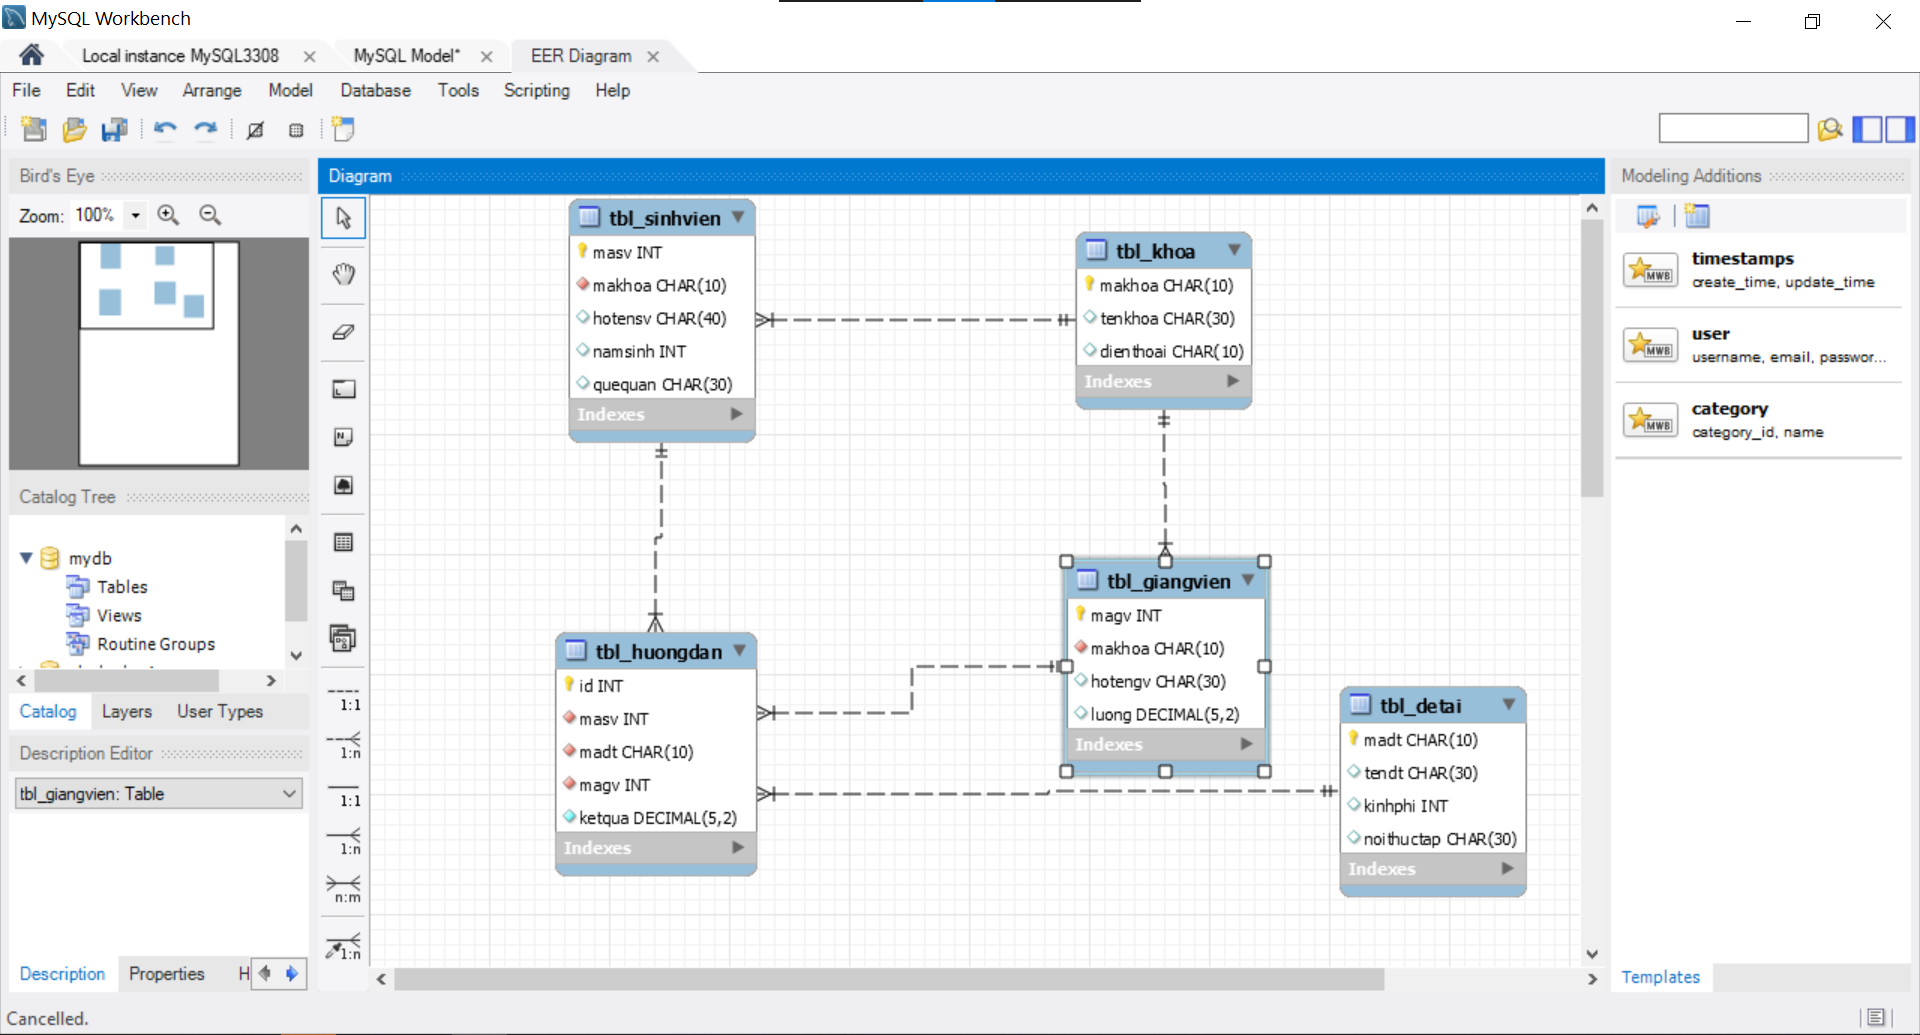 MySQL Workbench
Local instance MySQL3308
MySQL Model*
EER Diagram
File Edit View Arrange Model Database Tools Scripting Help
Bird's Eye
Zoom: 100%
Catalog Tree
mydb
Tables
Views
Routine Groups
Catalog Layers User Types
Description Editor
tbl_giangvien: Table
Description Properties H
Cancelled.
Diagram
1:1
1:n
1:1
1:n
n:m
1:n
tbl_sinhvien
masv INT
makhoa CHAR(10)
hotensv CHAR(40)
namsinh INT
quequan CHAR(30)
Indexes
tbl_khoa
makhoa CHAR(10)
tenkhoa CHAR(30)
dienthoai CHAR(10)
Indexes
tbl_huongdan
id INT
masv INT
madt CHAR(10)
magv INT
ketqua DECIMAL(5,2)
Indexes
tbl_giangvien
magv INT
makhoa CHAR(10)
hotengv CHAR(30)
luong DECIMAL(5,2)
Indexes
tbl_detai
madt CHAR(10)
tendt CHAR(30)
kinhphi INT
noithuctap CHAR(30)
Indexes
Modeling Additions
MWB
timestamps
create_time, update_time
MWB
user
username, email, passwor...
MWB
category
category_id, name
Templates